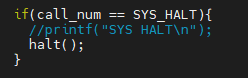 if(call_num == SYS_HALT){
//printf("SYS HALT\n");
halt();
}